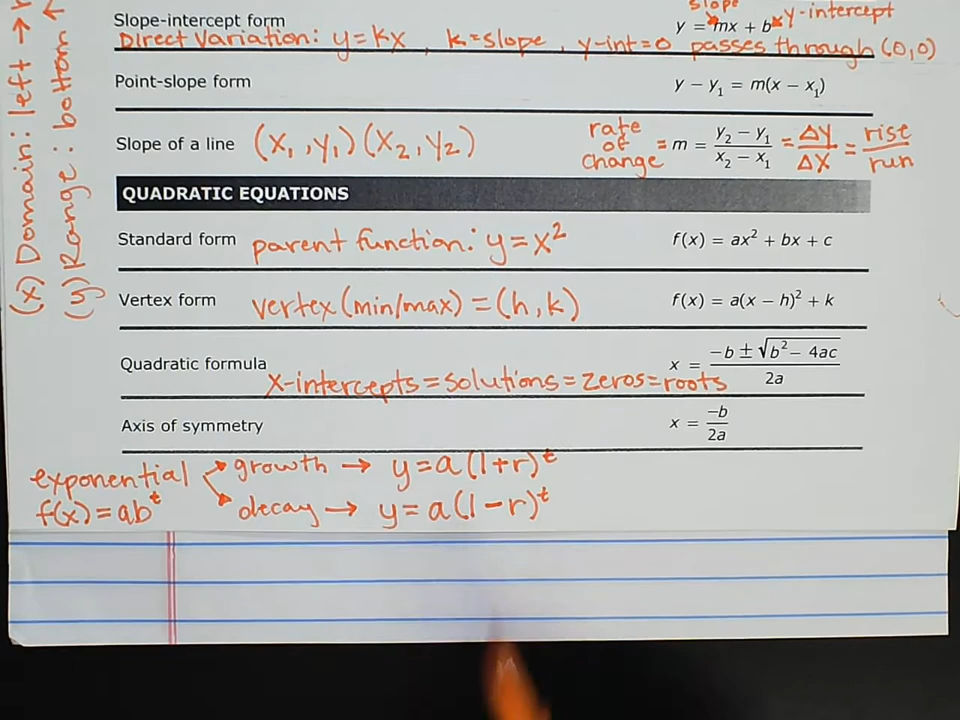 slope
Slope-intercept form y = mx + b y-intercept
Direct Variation: y=kx , k=slope , y-int=0 passes through (0,0)
Point-slope form y − y₁ = m(x − x₁)
Slope of a line (x₁,y₁)(x₂,y₂) rate of change = m = (y₂ − y₁)/(x₂ − x₁) = Δy/Δx = rise/run
QUADRATIC EQUATIONS
Standard form parent function: y=x² f(x) = ax² + bx + c
Vertex form vertex (min/max) = (h,k) f(x) = a(x − h)² + k
Quadratic formula x = (−b ± √(b² − 4ac))/2a
x-intercepts=solutions=zeros=roots
Axis of symmetry x = −b/2a
exponential growth → y=a(1+r)^t
f(x)=ab^t decay → y=a(1−r)^t
(x) Domain: left →
(y) Range: bottom ↑